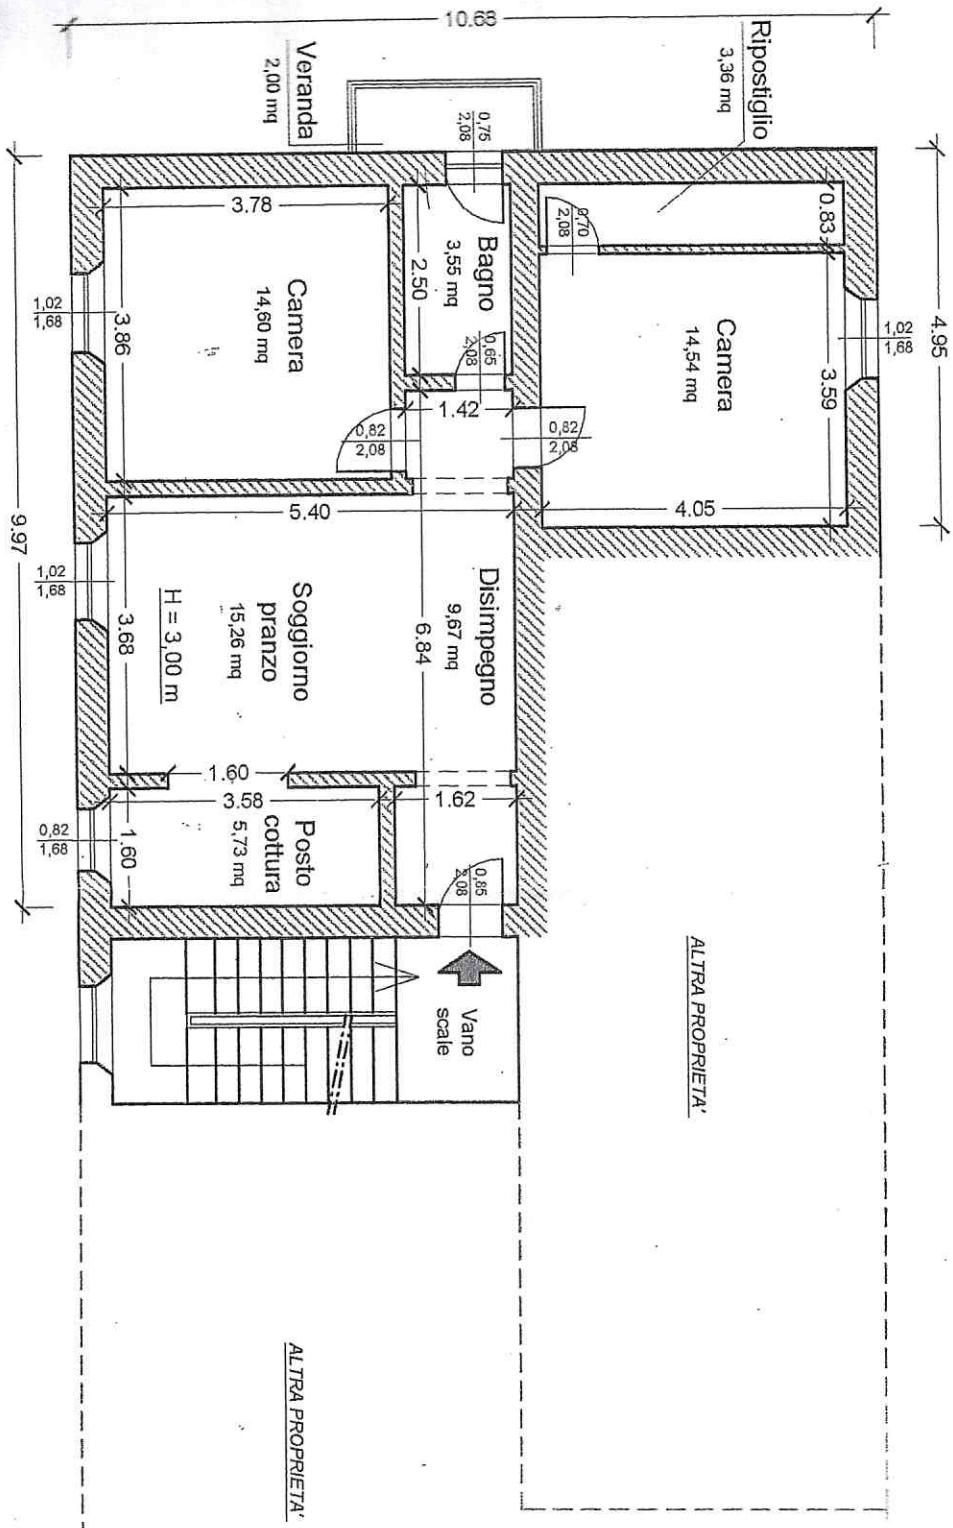 10.68
Ripostiglio
3,36 mq
Veranda
2,00 mq
0,75
2,08
4.95
9.97
3.78
Bagno
3,55 mq
2.50
0,70
2,08
0.83
1,02
1,68
3.86
Camera
14,60 mq
0,65
2,08
Camera
14,54 mq
3.59
1,02
1,68
1.42
0,82
2,08
0,82
2,08
5.40
4.05
1,02
1,68
3.68
H = 3,00 m
Soggiorno
pranzo
15,26 mq
6.84
Disimpegno
9,67 mq
1.60
3.58
1.62
0,82
1,68
1.60
Posto
cottura
5,73 mq
0,85
2,08
Vano
scale
ALTRA PROPRIETA'
ALTRA PROPRIETA'